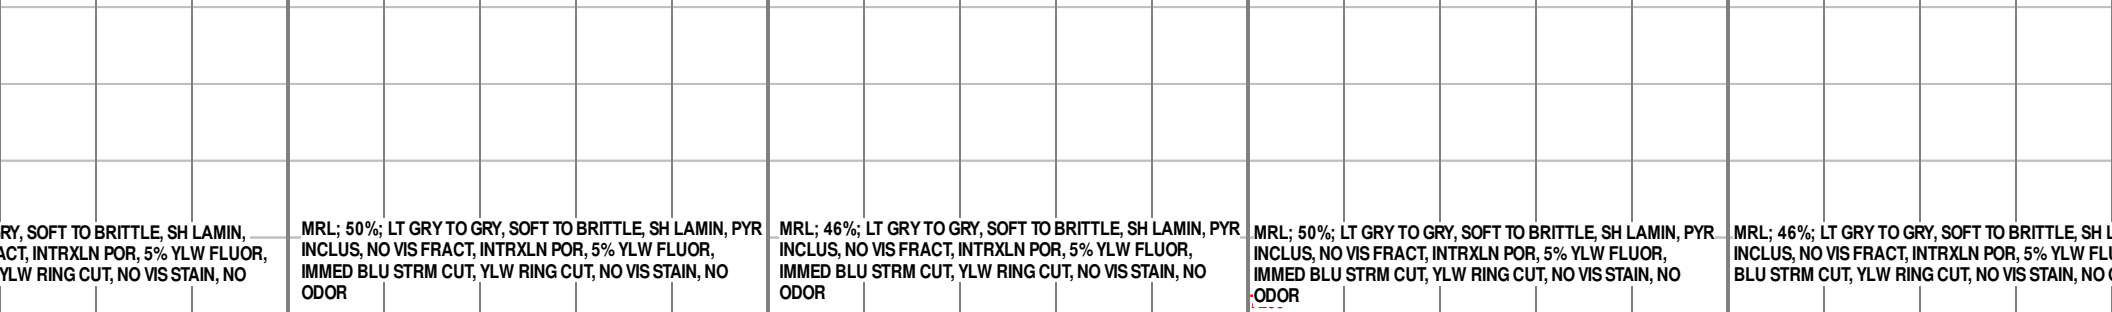 RY, SOFT TO BRITTLE, SH LAMIN,
ACT, INTRXLN POR, 5% YLW FLUOR,
YLW RING CUT, NO VIS STAIN, NO
MRL; 50%; LT GRY TO GRY, SOFT TO BRITTLE, SH LAMIN, PYR
INCLUS, NO VIS FRACT, INTRXLN POR, 5% YLW FLUOR,
IMMED BLU STRM CUT, YLW RING CUT, NO VIS STAIN, NO
ODOR
MRL; 46%; LT GRY TO GRY, SOFT TO BRITTLE, SH LAMIN, PYR
INCLUS, NO VIS FRACT, INTRXLN POR, 5% YLW FLUOR,
IMMED BLU STRM CUT, YLW RING CUT, NO VIS STAIN, NO
ODOR
MRL; 50%; LT GRY TO GRY, SOFT TO BRITTLE, SH LAMIN, PYR
INCLUS, NO VIS FRACT, INTRXLN POR, 5% YLW FLUOR,
IMMED BLU STRM CUT, YLW RING CUT, NO VIS STAIN, NO
ODOR
MRL; 46%; LT GRY TO GRY, SOFT TO BRITTLE, SH L
INCLUS, NO VIS FRACT, INTRXLN POR, 5% YLW FLU
BLU STRM CUT, YLW RING CUT, NO VIS STAIN, NO